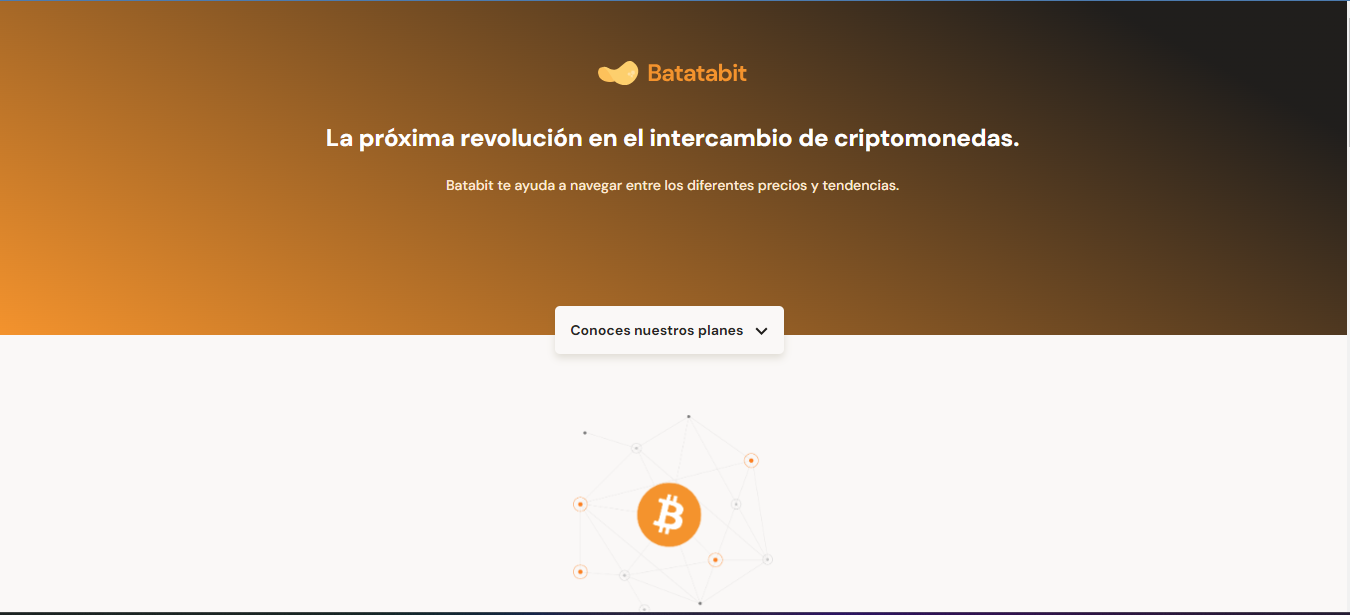 Batatabit
La próxima revolución en el intercambio de criptomonedas.
Batabit te ayuda a navegar entre los diferentes precios y tendencias.
Conoces nuestros planes